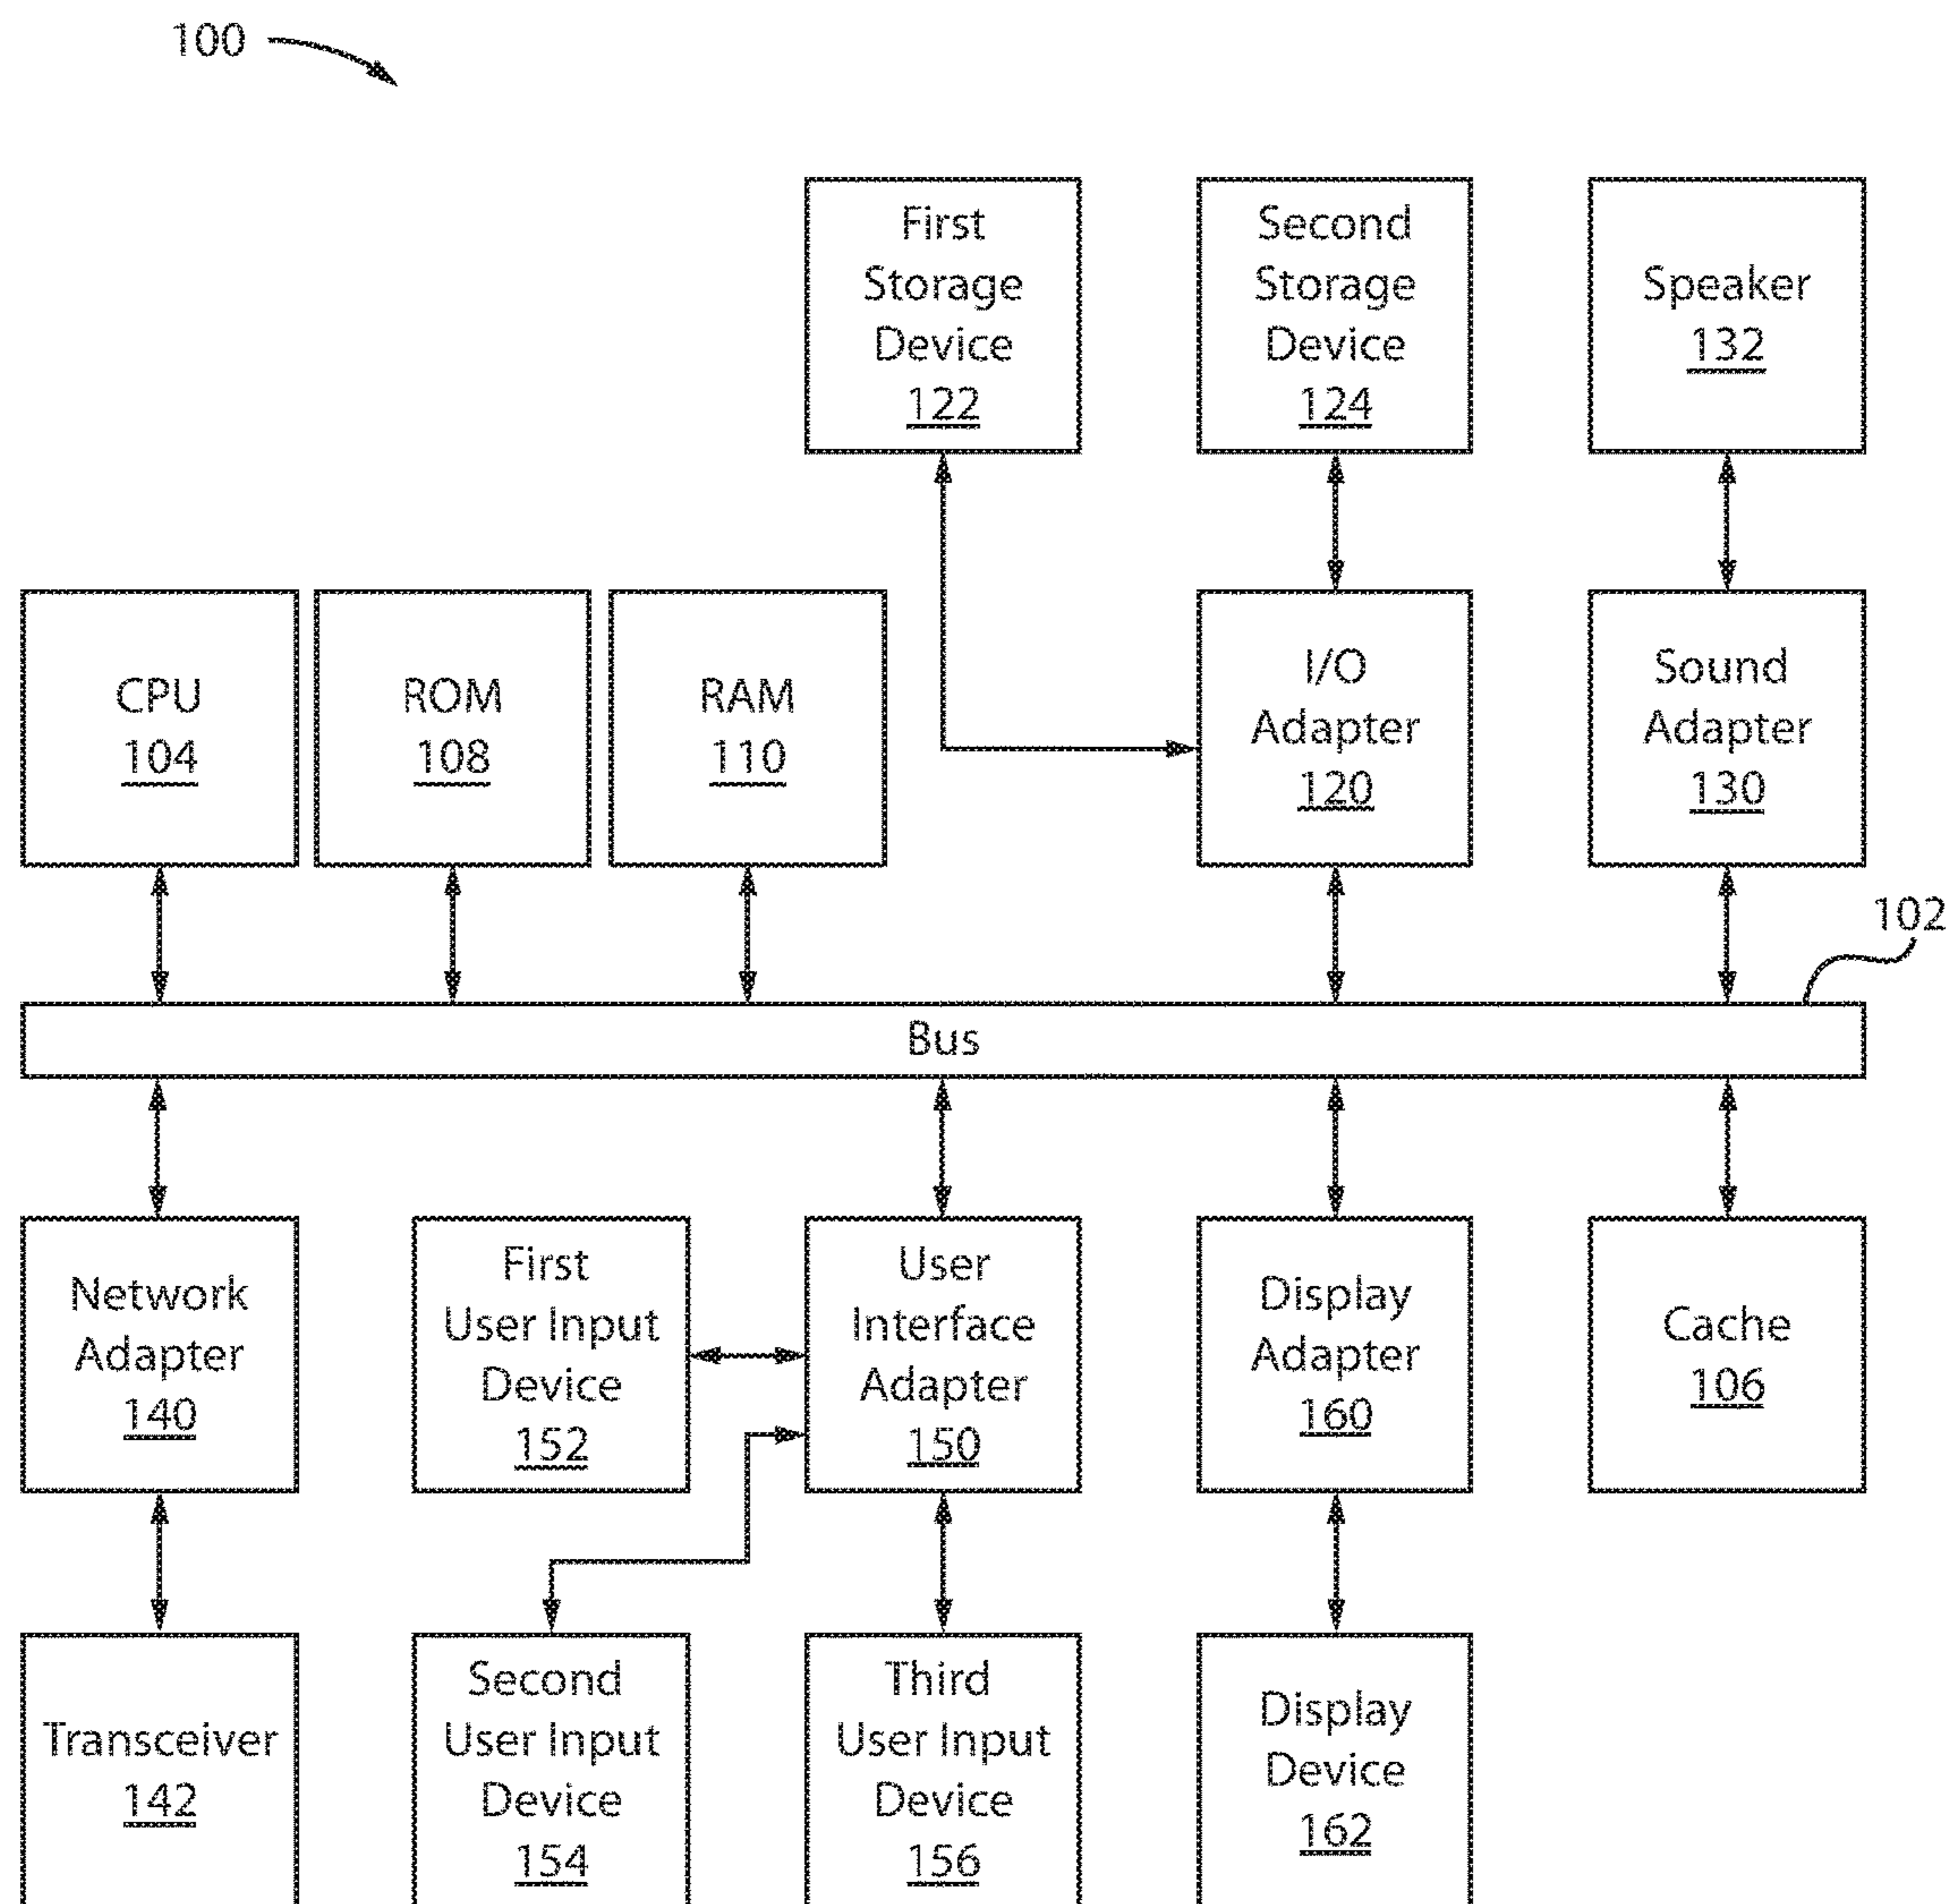 100
First
Storage
Device
122
Second
Storage
Device
124
Speaker
132
CPU
104
ROM
108
RAM
110
I/O
Adapter
120
Sound
Adapter
130
102
Bus
Network
Adapter
140
First
User Input
Device
152
User
Interface
Adapter
150
Display
Adapter
160
Cache
106
Transceiver
142
Second
User Input
Device
154
Third
User Input
Device
156
Display
Device
162